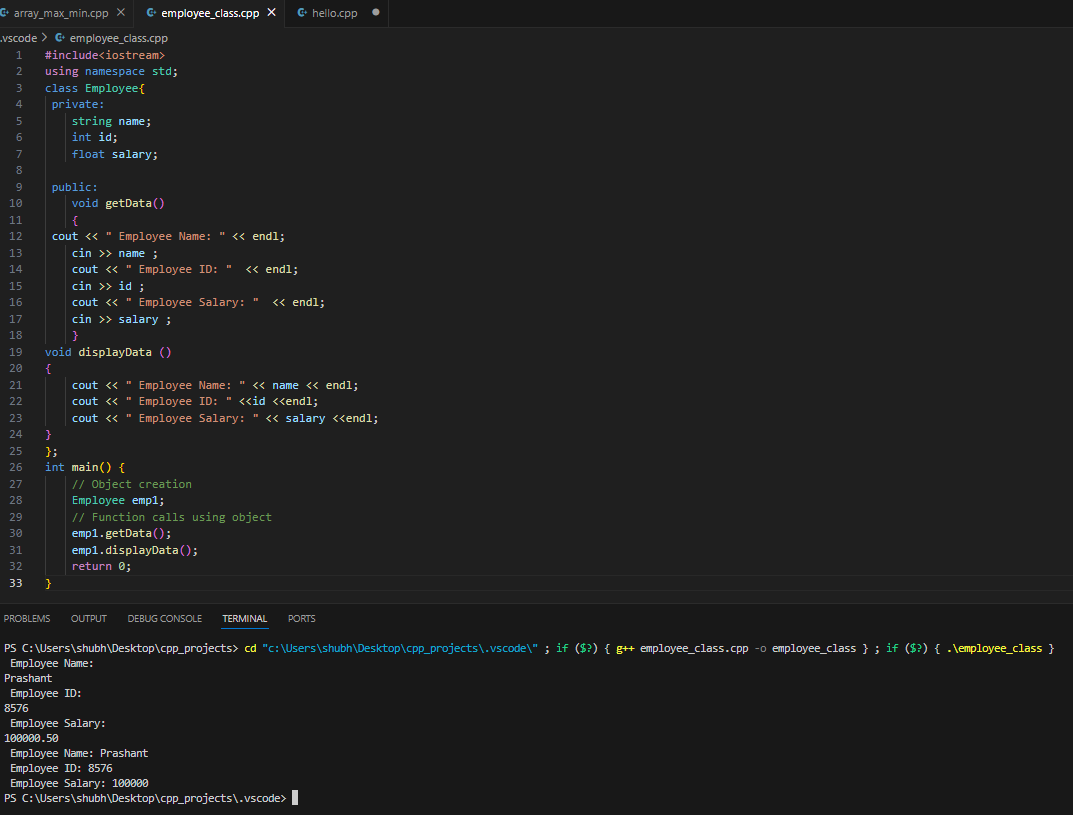 array_max_min.cpp employee_class.cpp hello.cpp
.vscode > employee_class.cpp
1 #include<iostream>
2 using namespace std;
3 class Employee{
4 private:
5 string name;
6 int id;
7 float salary;
8
9 public:
10 void getData()
11 {
12 cout << " Employee Name: " << endl;
13 cin >> name ;
14 cout << " Employee ID: "  << endl;
15 cin >> id ;
16 cout << " Employee Salary: "  << endl;
17 cin >> salary ;
18 }
19 void displayData ()
20 {
21 cout << " Employee Name: " << name << endl;
22 cout << " Employee ID: " <<id <<endl;
23 cout << " Employee Salary: " << salary <<endl;
24 }
25 };
26 int main() {
27 // Object creation
28 Employee emp1;
29 // Function calls using object
30 emp1.getData();
31 emp1.displayData();
32 return 0;
33 }
PROBLEMS OUTPUT DEBUG CONSOLE TERMINAL PORTS
PS C:\Users\shubh\Desktop\cpp_projects> cd "c:\Users\shubh\Desktop\cpp_projects\.vscode\" ; if ($?) { g++ employee_class.cpp -o employee_class } ; if ($?) { .\employee_class }
Employee Name:
Prashant
Employee ID:
8576
Employee Salary:
100000.50
Employee Name: Prashant
Employee ID: 8576
Employee Salary: 100000
PS C:\Users\shubh\Desktop\cpp_projects\.vscode>